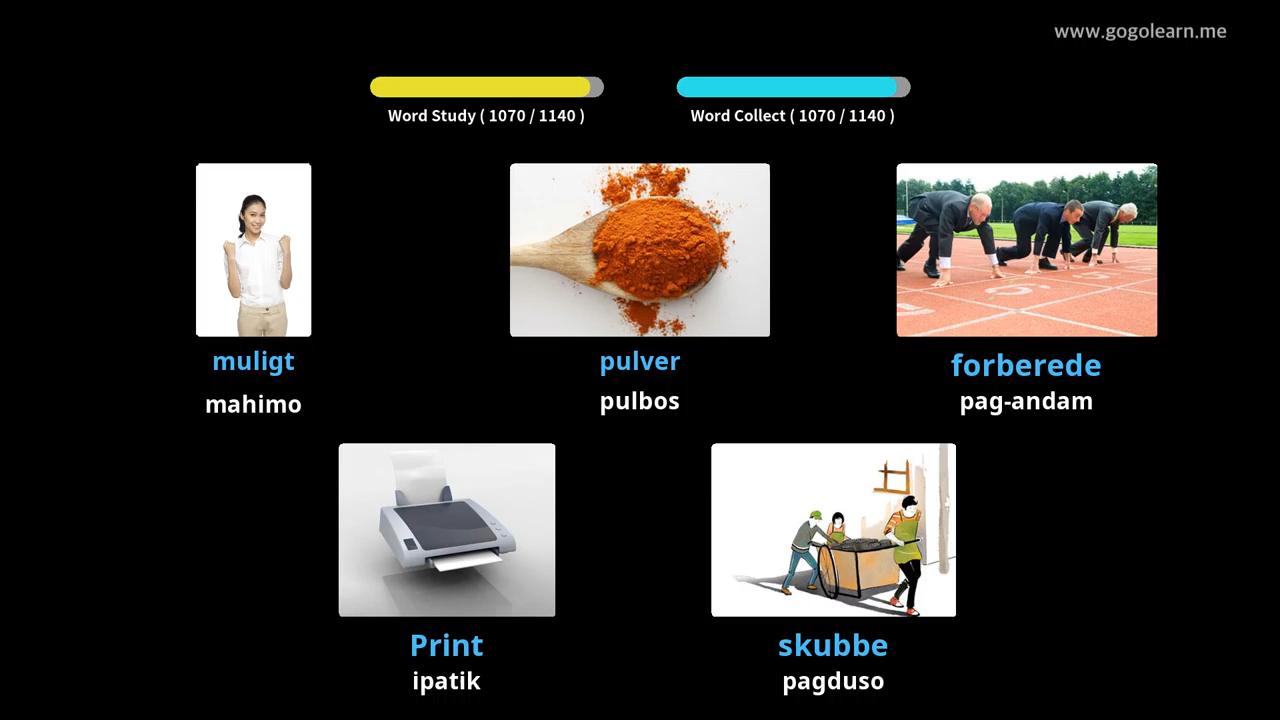 www.gogolearn.me
Word Study ( 1070 / 1140 )
Word Collect ( 1070 / 1140 )
muligt
mahimo
pulver
pulbos
forberede
pag-andam
Print
ipatik
skubbe
pagduso